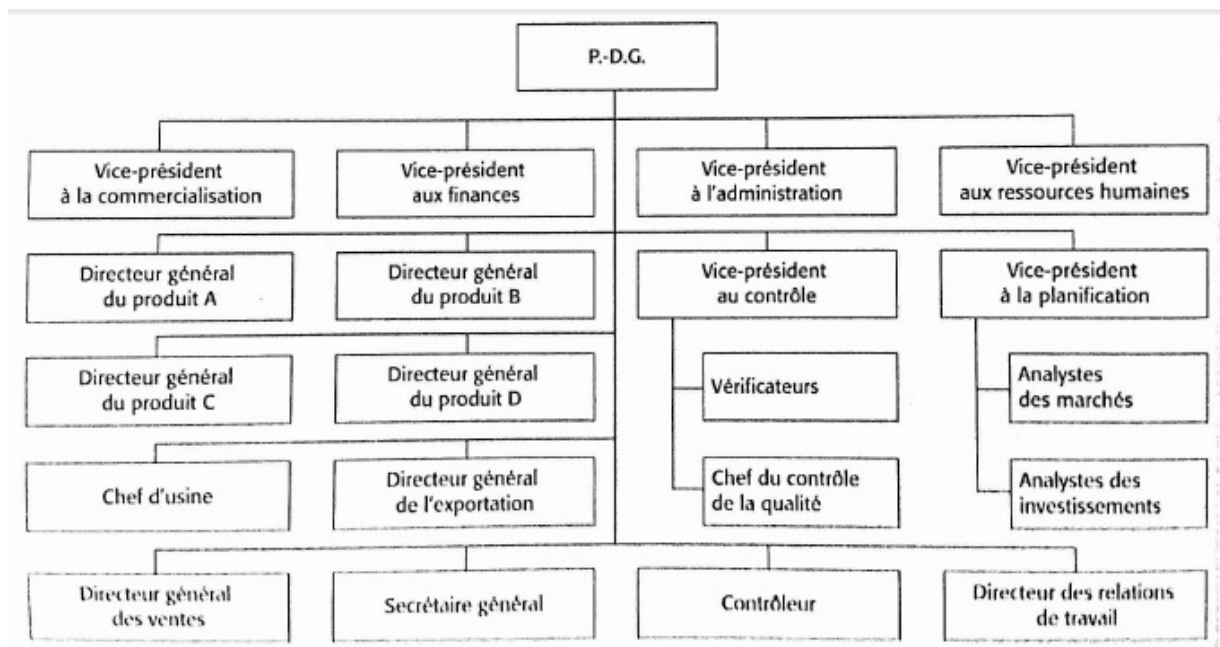 P.-D.G.
Vice-président
à la commercialisation
Vice-président
aux finances
Vice-président
à l'administration
Vice-président
aux ressources humaines
Directeur général
du produit A
Directeur général
du produit B
Vice-président
au contrôle
Vice-président
à la planification
Directeur général
du produit C
Directeur général
du produit D
Vérificateurs
Analystes
des marchés
Chef d'usine
Directeur général
de l'exportation
Chef du contrôle
de la qualité
Analystes des
investissements
Directeur général
des ventes
Secrétaire général
Contrôleur
Directeur des relations
de travail